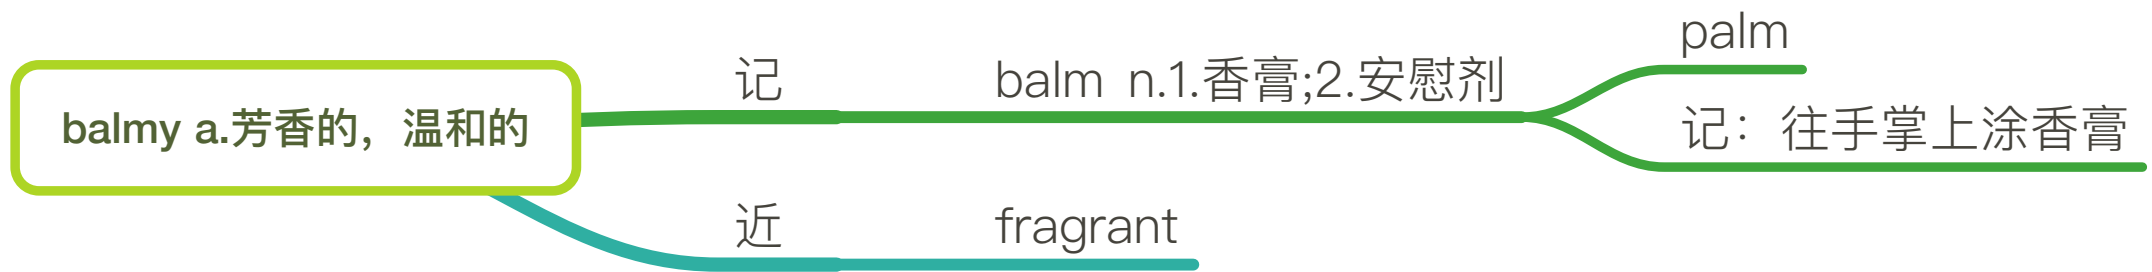 balmy a.芳香的，温和的
记
balm n.1.香膏;2.安慰剂
palm
记：往手掌上涂香膏
近
fragrant